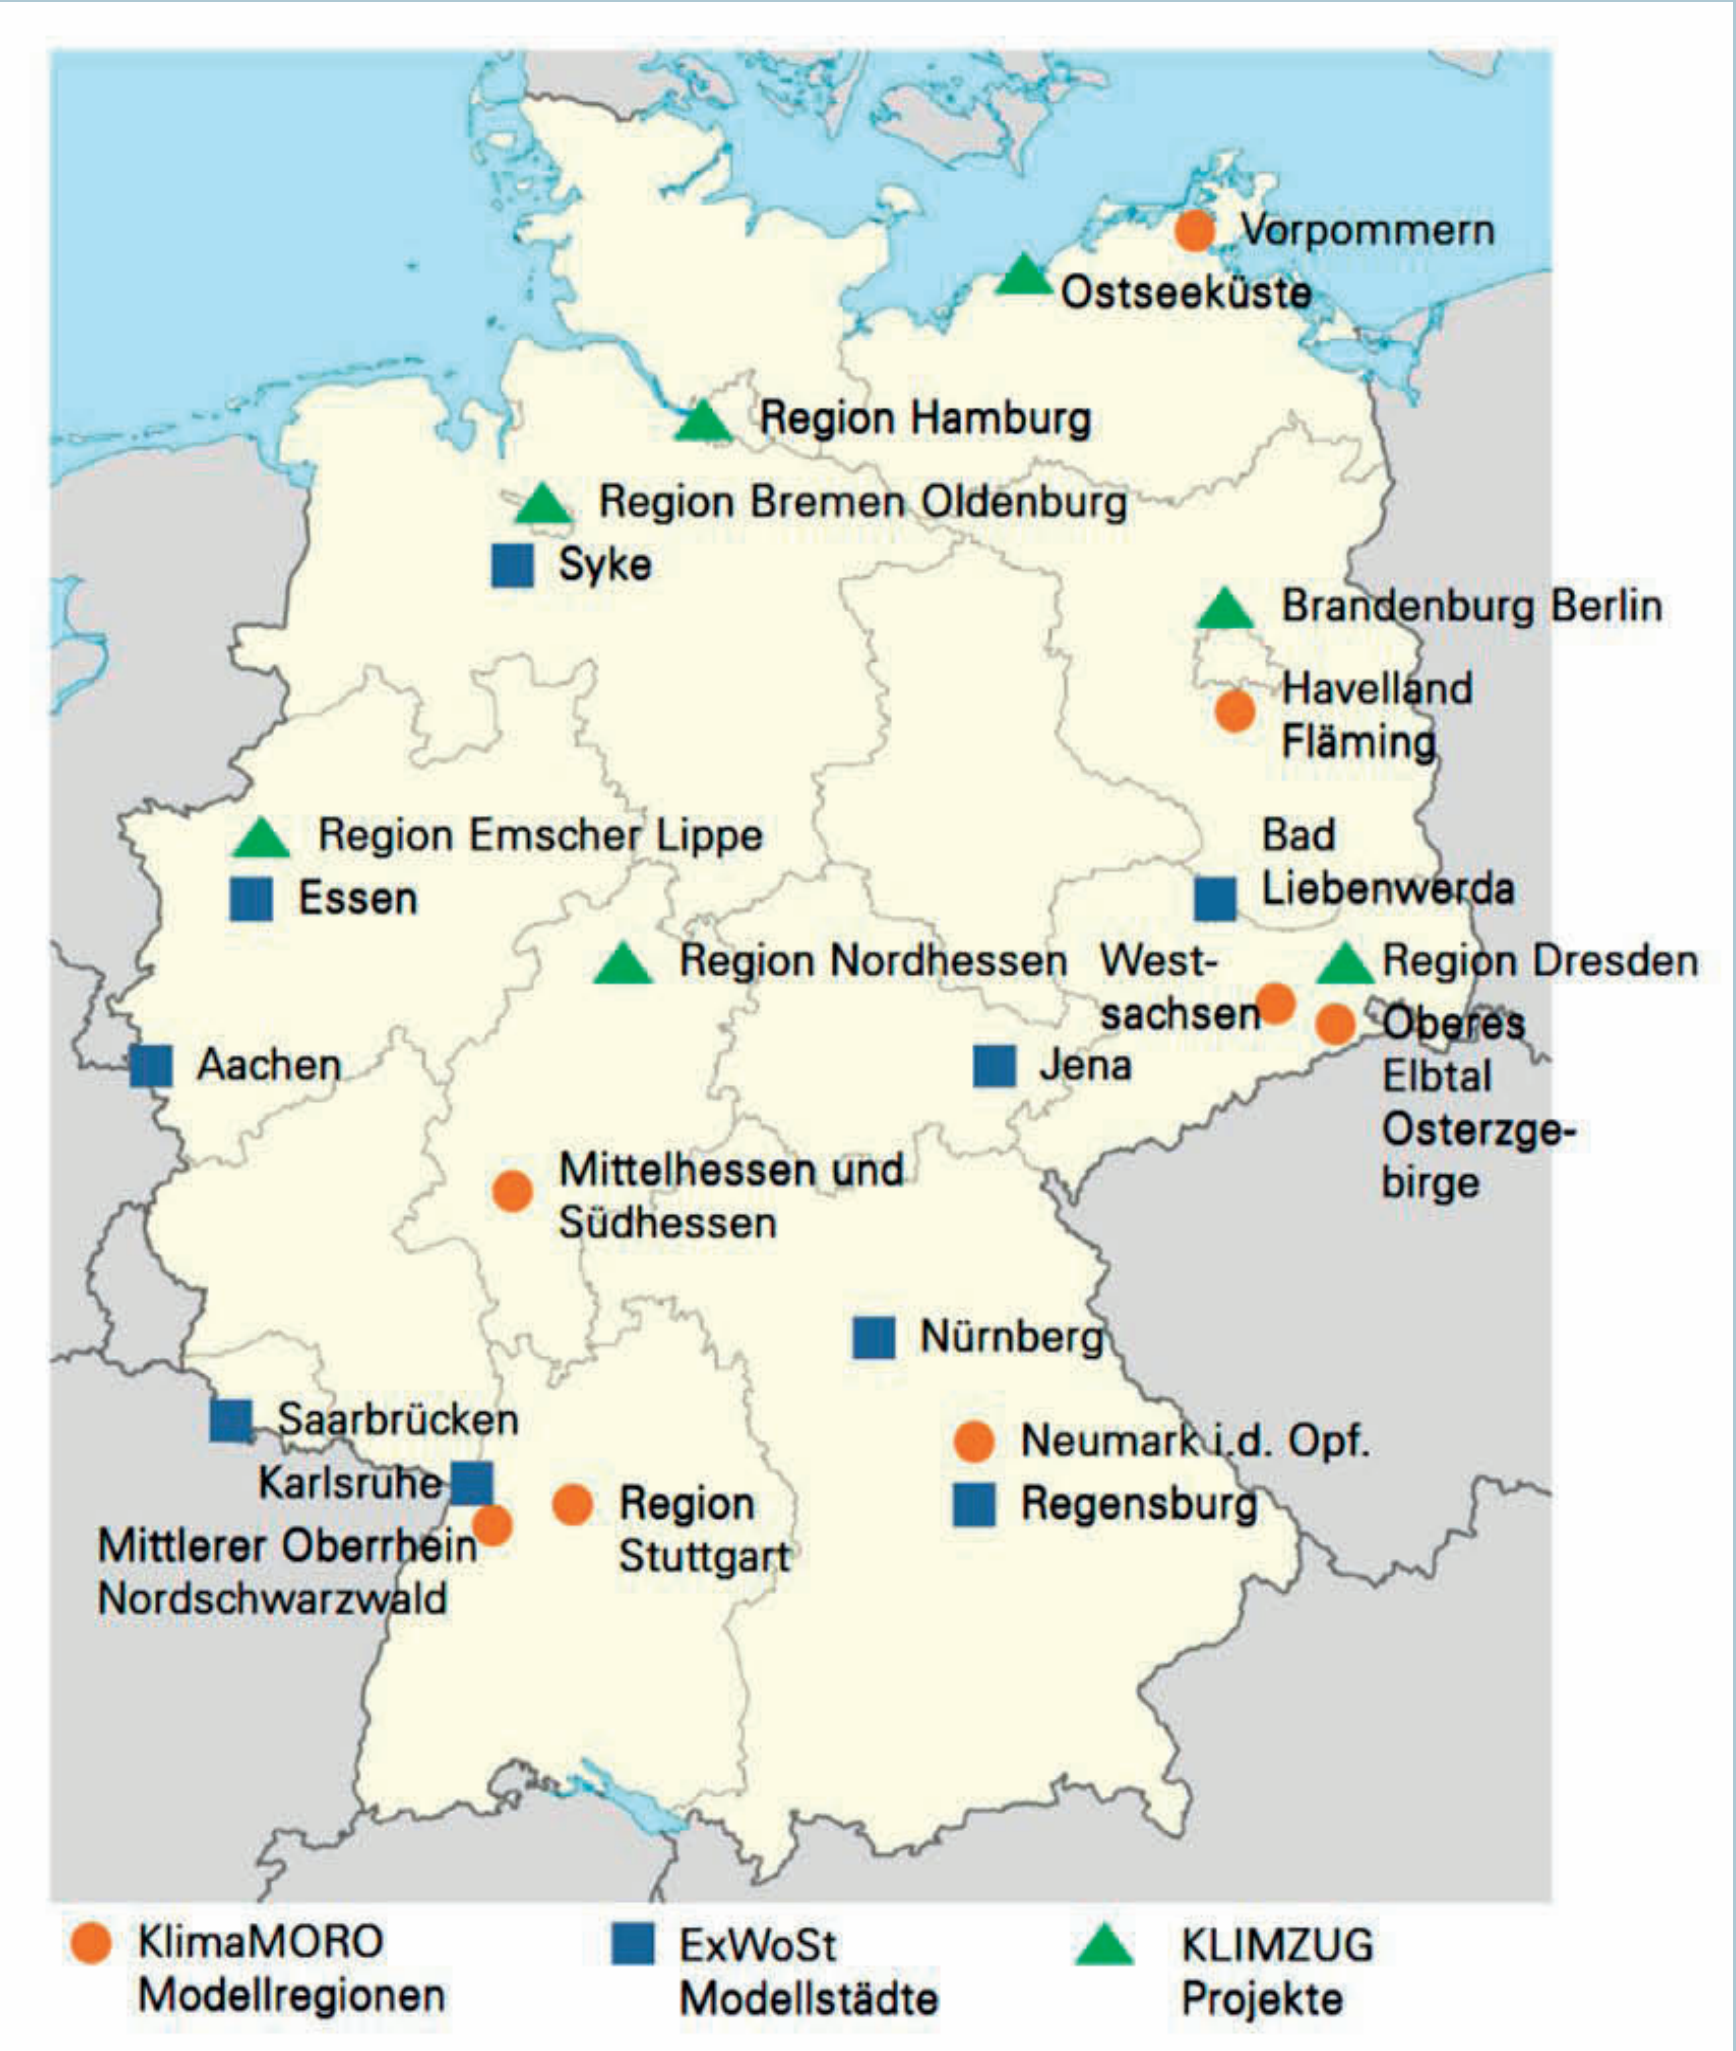 Vorpommern
Ostseeküste
Region Hamburg
Region Bremen Oldenburg
Syke
Brandenburg Berlin
Havelland
Fläming
Region Emscher Lippe
Essen
Bad
Liebenwerda
Region Nordhessen
West-
sachsen
Region Dresden
Oberes
Elbtal
Osterzge-
birge
Aachen
Jena
Mittelhessen und
Südhessen
Nürnberg
Saarbrücken
Neumark i.d. Opf.
Karlsruhe
Regensburg
Region
Stuttgart
Mittlerer Oberrhein
Nordschwarzwald
KlimaMORO
Modellregionen
ExWoSt
Modellstädte
KLIMZUG
Projekte